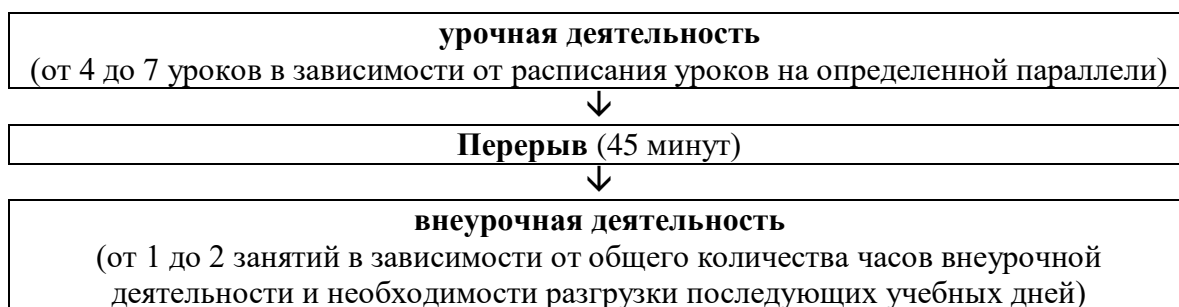 урочная деятельность
(от 4 до 7 уроков в зависимости от расписания уроков на определенной параллели)
Перерыв (45 минут)
внеурочная деятельность
(от 1 до 2 занятий в зависимости от общего количества часов внеурочной
деятельности и необходимости разгрузки последующих учебных дней)